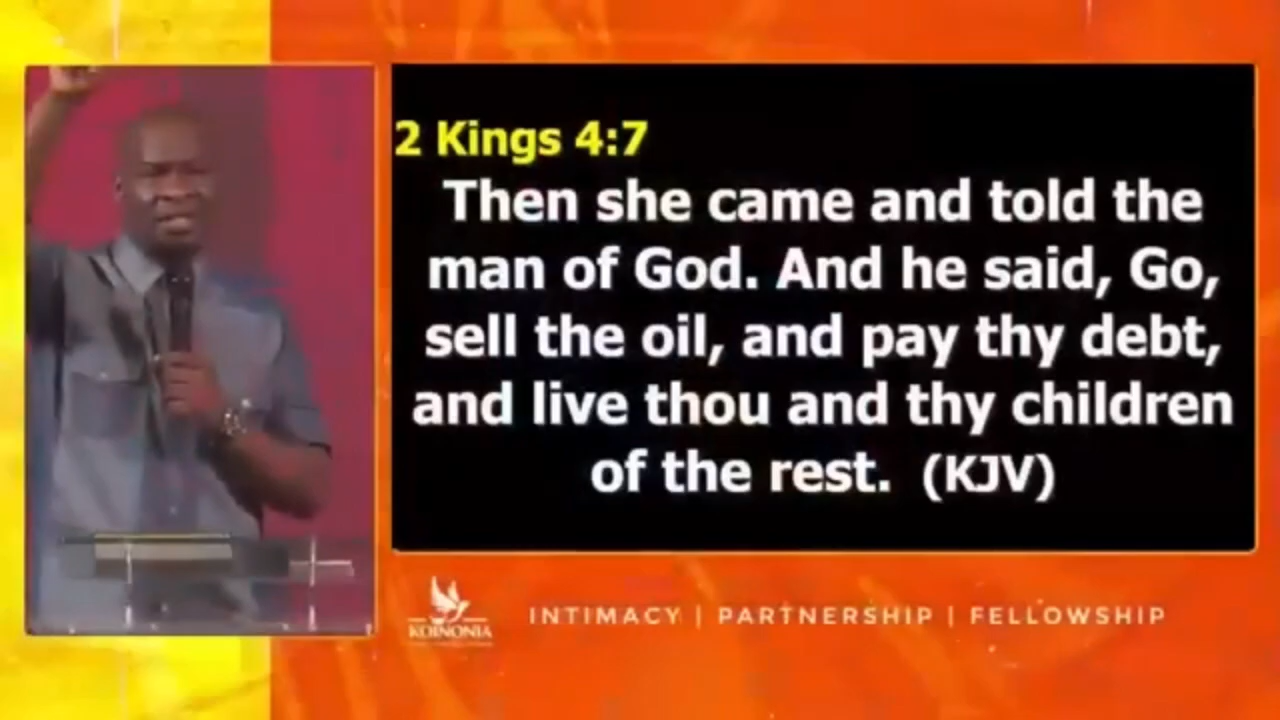 2 Kings 4:7
Then she came and told the
man of God. And he said, Go,
sell the oil, and pay thy debt,
and live thou and thy children
of the rest. (KJV)
KOINONIA
INTIMACY | PARTNERSHIP | FELLOWSHIP